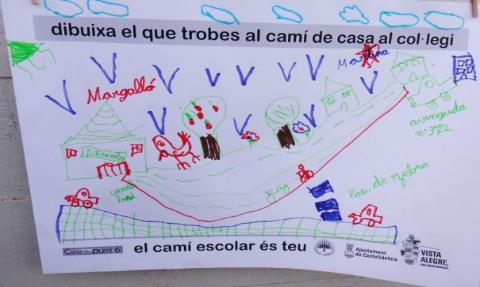 dibuixa el que trobes al camí de casa al col·legi
Margalló
Martina
avinguda
nº 372
Pas de zebra
el camí escolar és teu
Ajuntament
de Castelldefels
VISTA
ALEGRE.